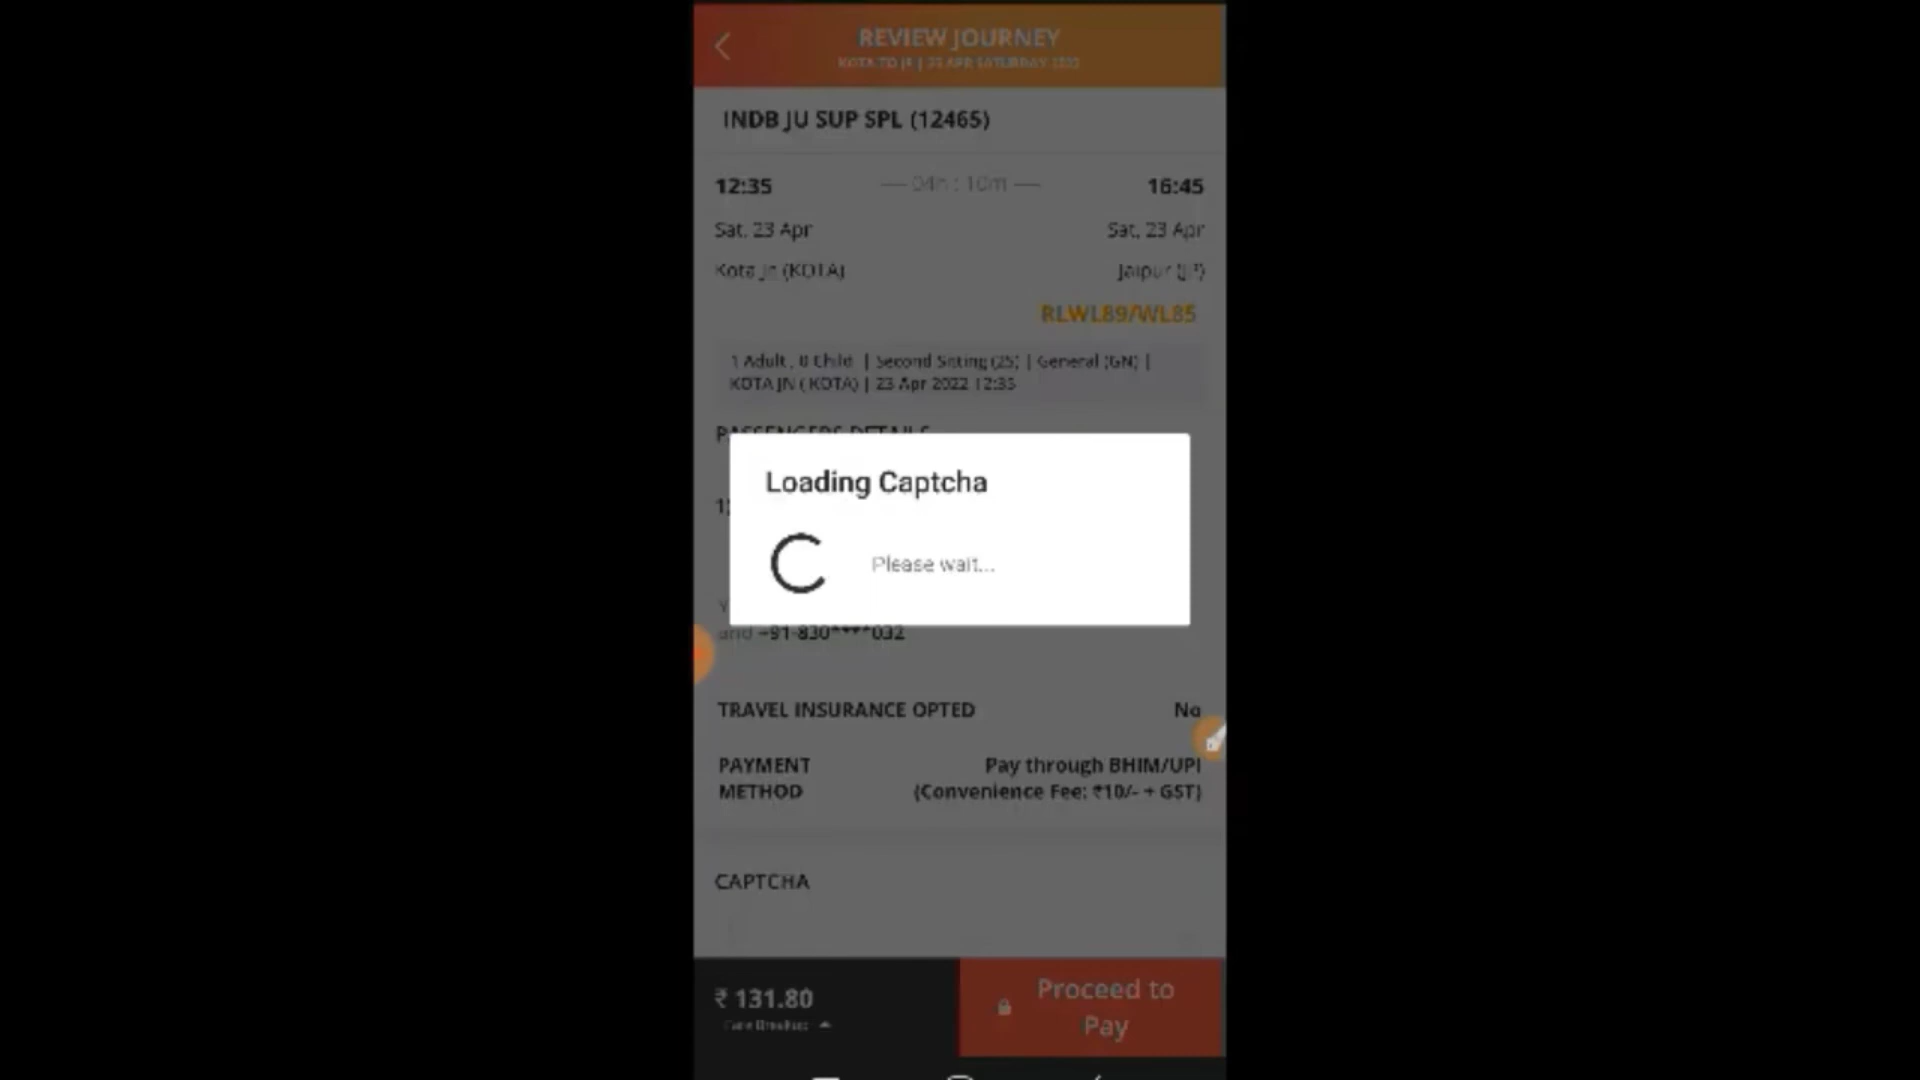 REVIEW JOURNEY
KOTA TO JP | 23 APR SATURDAY 2022
INDB JU SUP SPL (12465)
12:35 — 04h : 10m — 16:45
Sat, 23 Apr Sat, 23 Apr
Kota Jn (KOTA) Jaipur (JP)
RLWL89/WL85
1 Adult, 0 Child | Second Sitting (2S) | General (GN) |
KOTA JN ( KOTA) | 23 Apr 2022 12:35
PASSENGERS DETAILS
Loading Captcha
1)
Please wait...
Y
and +91-830****032
TRAVEL INSURANCE OPTED No
PAYMENT METHOD Pay through BHIM/UPI
(Convenience Fee: ₹10/- + GST)
CAPTCHA
₹ 131.80
Fare Breakup
Proceed to
Pay